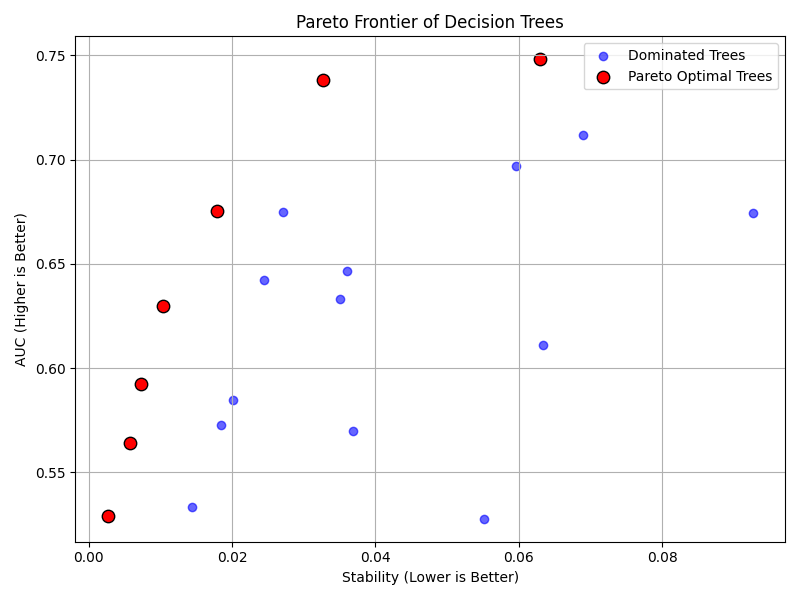 Pareto Frontier of Decision Trees
Dominated Trees
Pareto Optimal Trees
AUC (Higher is Better)
0.75
0.70
0.65
0.60
0.55
0.00 0.02 0.04 0.06 0.08
Stability (Lower is Better)